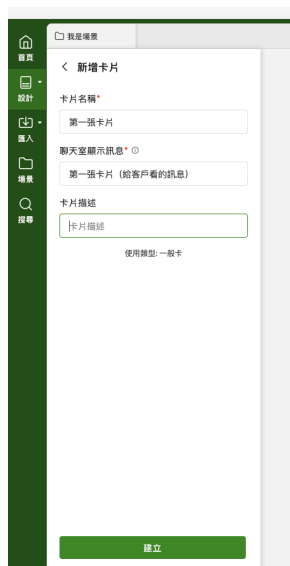 首頁
設計
匯入
場景
搜尋
我是場景
新增卡片
卡片名稱*
第一張卡片
聊天室顯示訊息*
第一張卡片 (給客戶看的訊息)
卡片描述
卡片描述
使用類型: 一般卡
建立